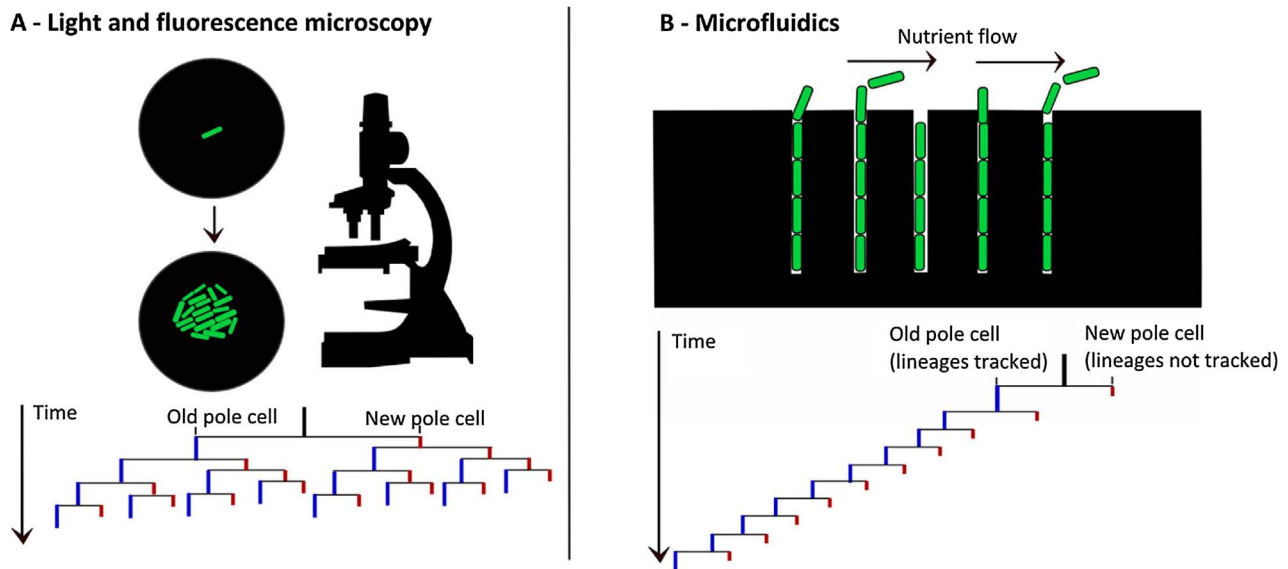 A - Light and fluorescence microscopy
Time
Old pole cell
New pole cell
B - Microfluidics
Nutrient flow
Time
Old pole cell
(lineages tracked)
New pole cell
(lineages not tracked)